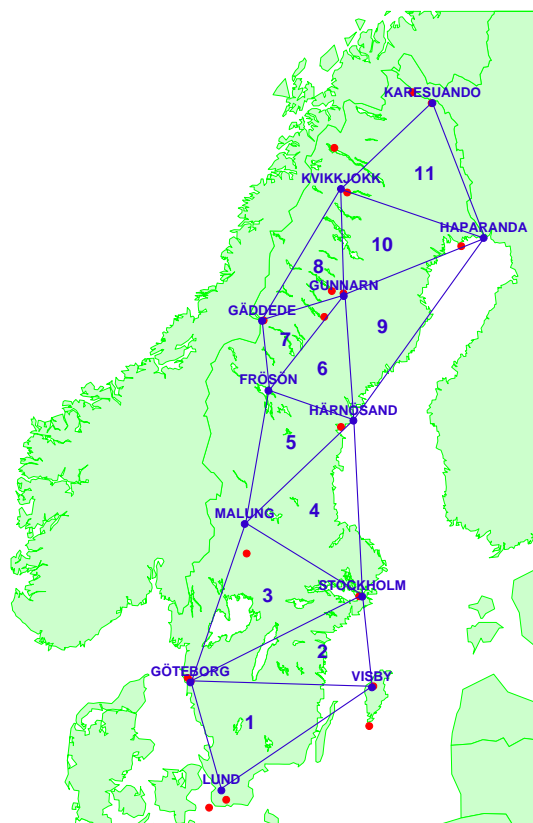 KARESUANDO
11
KVIKKJOKK
HAPARANDA
10
8
GUNNARN
GÄDDEDE
9
7
6
FRÖSÖN
HÄRNÖSAND
5
MALUNG
4
STOCKHOLM
3
2
GÖTEBORG
VISBY
1
LUND